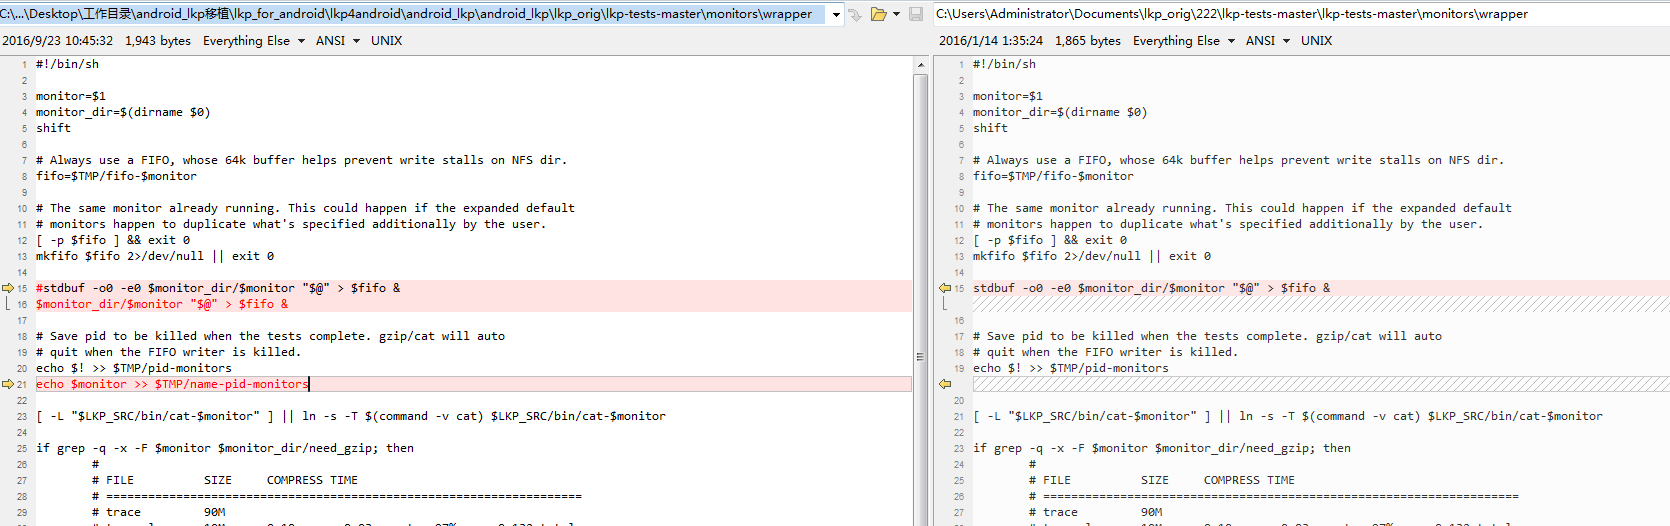 C:\...\Desktop\工作目录\android_lkp移植\lkp_for_android\lkp4android\android_lkp\android_lkp\lkp_orig\lkp-tests-master\monitors\wrapper
2016/9/23 10:45:32 1,943 bytes Everything Else ANSI UNIX
1 #!/bin/sh
2
3 monitor=$1
4 monitor_dir=$(dirname $0)
5 shift
6
7 # Always use a FIFO, whose 64k buffer helps prevent write stalls on NFS dir.
8 fifo=$TMP/fifo-$monitor
9
10 # The same monitor already running. This could happen if the expanded default
11 # monitors happen to duplicate what's specified additionally by the user.
12 [ -p $fifo ] && exit 0
13 mkfifo $fifo 2>/dev/null || exit 0
14
15 #stdbuf -o0 -e0 $monitor_dir/$monitor "$@" > $fifo &
16 $monitor_dir/$monitor "$@" > $fifo &
17
18 # Save pid to be killed when the tests complete. gzip/cat will auto
19 # quit when the FIFO writer is killed.
20 echo $! >> $TMP/pid-monitors
21 echo $monitor >> $TMP/name-pid-monitors
22
23 [ -L "$LKP_SRC/bin/cat-$monitor" ] || ln -s -T $(command -v cat) $LKP_SRC/bin/cat-$monitor
24
25 if grep -q -x -F $monitor $monitor_dir/need_gzip; then
26 #
27 # FILE SIZE COMPRESS TIME
28 # ====================================================================
29 # trace 90M
C:\Users\Administrator\Documents\lkp_orig\222\lkp-tests-master\lkp-tests-master\monitors\wrapper
2016/1/14 1:35:24 1,865 bytes Everything Else ANSI UNIX
1 #!/bin/sh
2
3 monitor=$1
4 monitor_dir=$(dirname $0)
5 shift
6
7 # Always use a FIFO, whose 64k buffer helps prevent write stalls on NFS dir.
8 fifo=$TMP/fifo-$monitor
9
10 # The same monitor already running. This could happen if the expanded default
11 # monitors happen to duplicate what's specified additionally by the user.
12 [ -p $fifo ] && exit 0
13 mkfifo $fifo 2>/dev/null || exit 0
14
15 stdbuf -o0 -e0 $monitor_dir/$monitor "$@" > $fifo &
16
17 # Save pid to be killed when the tests complete. gzip/cat will auto
18 # quit when the FIFO writer is killed.
19 echo $! >> $TMP/pid-monitors
20
21 [ -L "$LKP_SRC/bin/cat-$monitor" ] || ln -s -T $(command -v cat) $LKP_SRC/bin/cat-$monitor
22
23 if grep -q -x -F $monitor $monitor_dir/need_gzip; then
24 #
25 # FILE SIZE COMPRESS TIME
26 # ====================================================================
27 # trace 90M